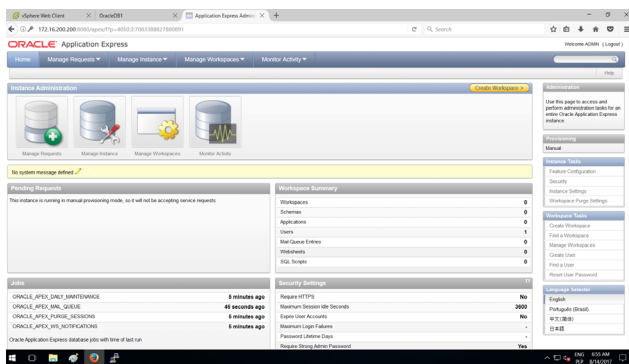 vSphere Web Client
OracleDB1
Application Express Admin
172.16.200.200:8080/apex/f?p=4050:3:7063388827880891
Search
ORACLE Application Express
Welcome ADMIN (Logout)
Home
Manage Requests
Manage Instance
Manage Workspaces
Monitor Activity
Help
Instance Administration
Create Workspace >
Manage Requests
Manage Instance
Manage Workspaces
Monitor Activity
No system message defined
Pending Requests
This instance is running in manual provisioning mode, so it will not be accepting service requests
Workspace Summary
Workspaces 0
Schemas 0
Applications 0
Users 1
Mail Queue Entries 0
Websheets 0
SQL Scripts 0
Jobs
ORACLE_APEX_DAILY_MAINTENANCE 5 minutes ago
ORACLE_APEX_MAIL_QUEUE 45 seconds ago
ORACLE_APEX_PURGE_SESSIONS 5 minutes ago
ORACLE_APEX_WS_NOTIFICATIONS 5 minutes ago
Oracle Application Express database jobs with time of last run
Security Settings
Require HTTPS No
Maximum Session Idle Seconds 3600
Expire User Accounts No
Maximum Login Failures -
Password Lifetime Days -
Require Strong Admin Password Yes
Administration
Use this page to access and
perform administration tasks for an
entire Oracle Application Express
instance
Provisioning
Manual
Instance Tasks
Feature Configuration
Security
Instance Settings
Workspace Purge Settings
Workspace Tasks
Create Workspace
Find a Workspace
Manage Workspaces
Create User
Find a User
Reset User Password
Language Selector
English
Português (Brasil)
中文(简体)
日本語
ENG 6:55 AM
PLP 8/14/2017